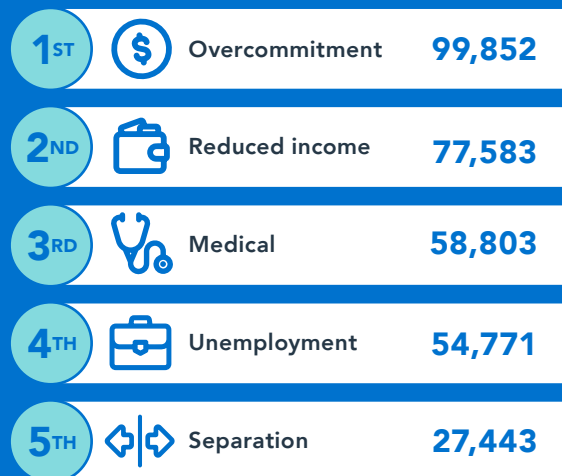 1ST $ Overcommitment 99,852
2ND Reduced income 77,583
3RD Medical 58,803
4TH Unemployment 54,771
5TH Separation 27,443